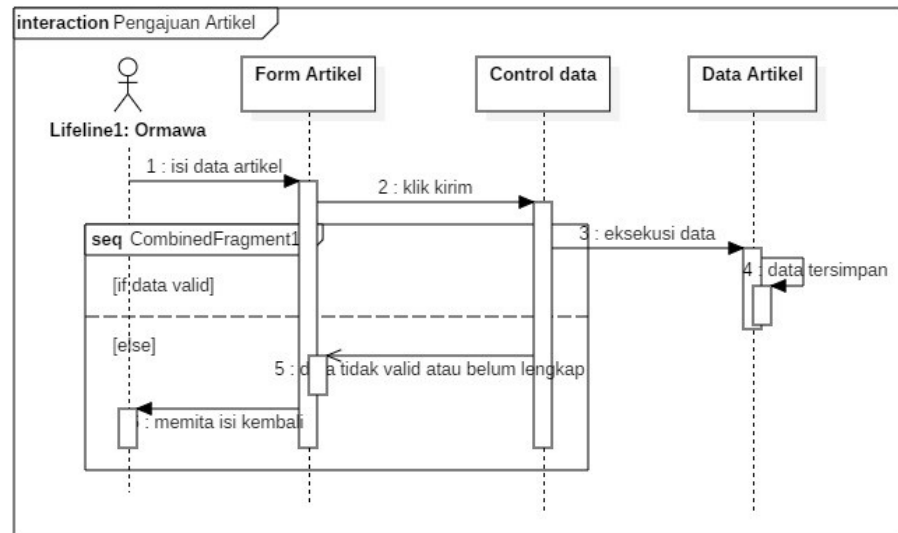 interaction Pengajuan Artikel
Form Artikel
Control data
Data Artikel
Lifeline1: Ormawa
1 : isi data artikel
2 : klik kirim
seq CombinedFragment1
3 : eksekusi data
4 : data tersimpan
[if data valid]
[else]
5 : data tidak valid atau belum lengkap
: memita isi kembali